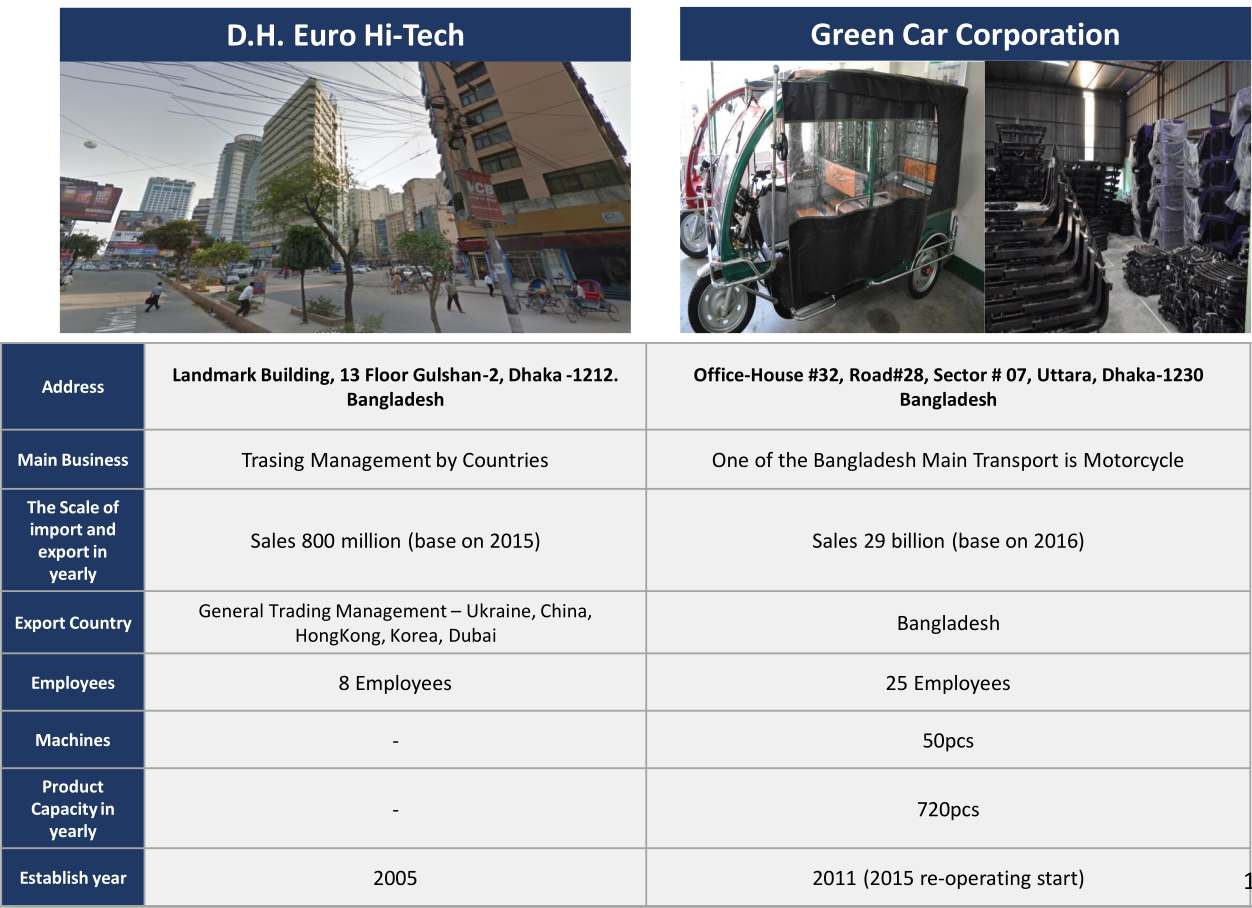 D.H. Euro Hi-Tech
Green Car Corporation
VCB
Address
Landmark Building, 13 Floor Gulshan-2, Dhaka -1212.
Bangladesh
Office-House #32, Road#28, Sector # 07, Uttara, Dhaka-1230
Bangladesh
Main Business
Trasing Management by Countries
One of the Bangladesh Main Transport is Motorcycle
The Scale of
import and
export in
yearly
Sales 800 million (base on 2015)
Sales 29 billion (base on 2016)
Export Country
General Trading Management – Ukraine, China,
HongKong, Korea, Dubai
Bangladesh
Employees
8 Employees
25 Employees
Machines
-
50pcs
Product
Capacity in
yearly
-
720pcs
Establish year
2005
2011 (2015 re-operating start)
1